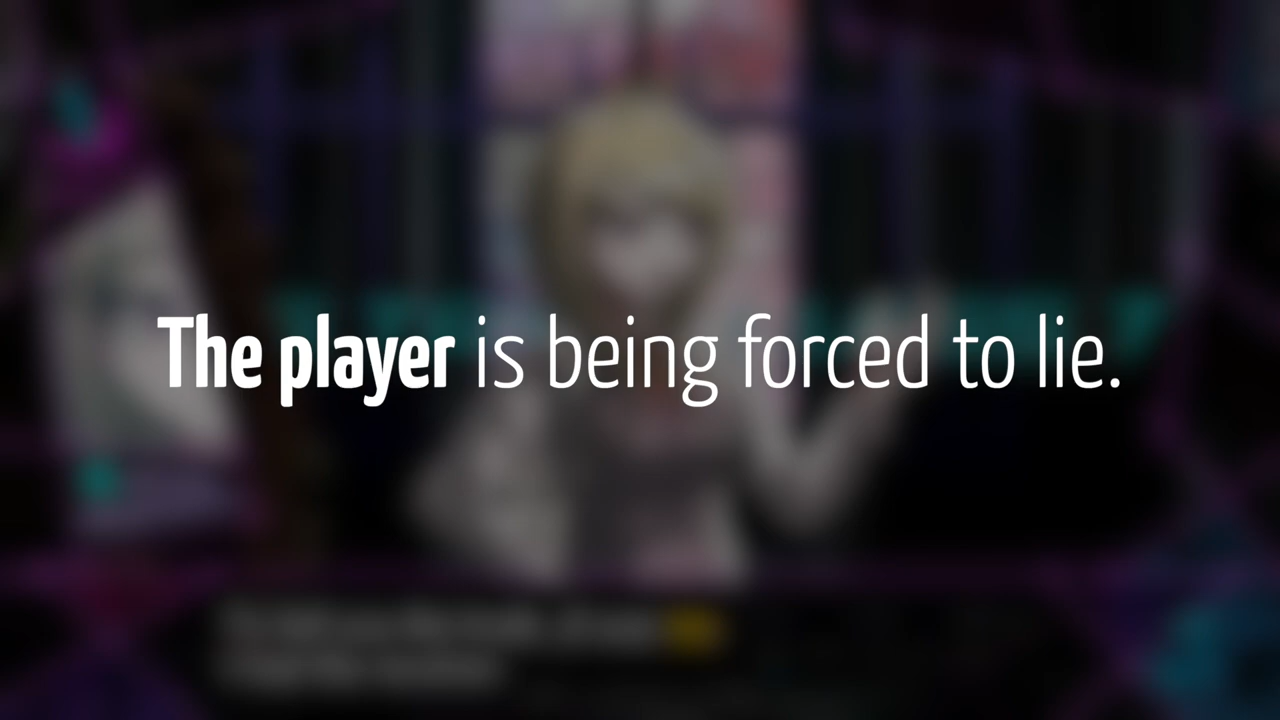 The player is being forced to lie.